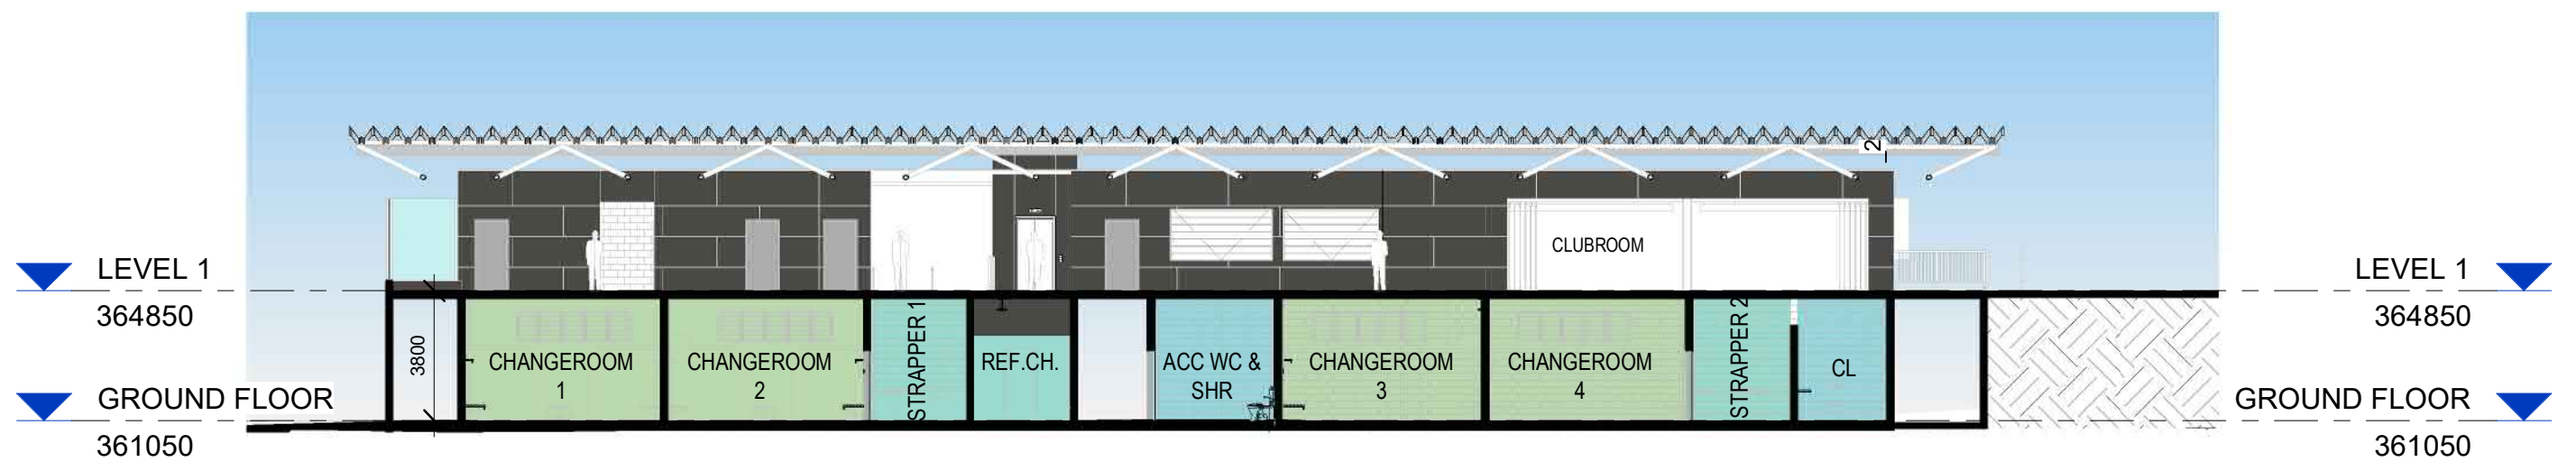 2
CLUBROOM
LEVEL 1
364850
LEVEL 1
364850
3800
CHANGEROOM
1
CHANGEROOM
2
STRAPPER 1
REF.CH.
ACC WC &
SHR
CHANGEROOM
3
CHANGEROOM
4
STRAPPER 2
CL
GROUND FLOOR
361050
GROUND FLOOR
361050